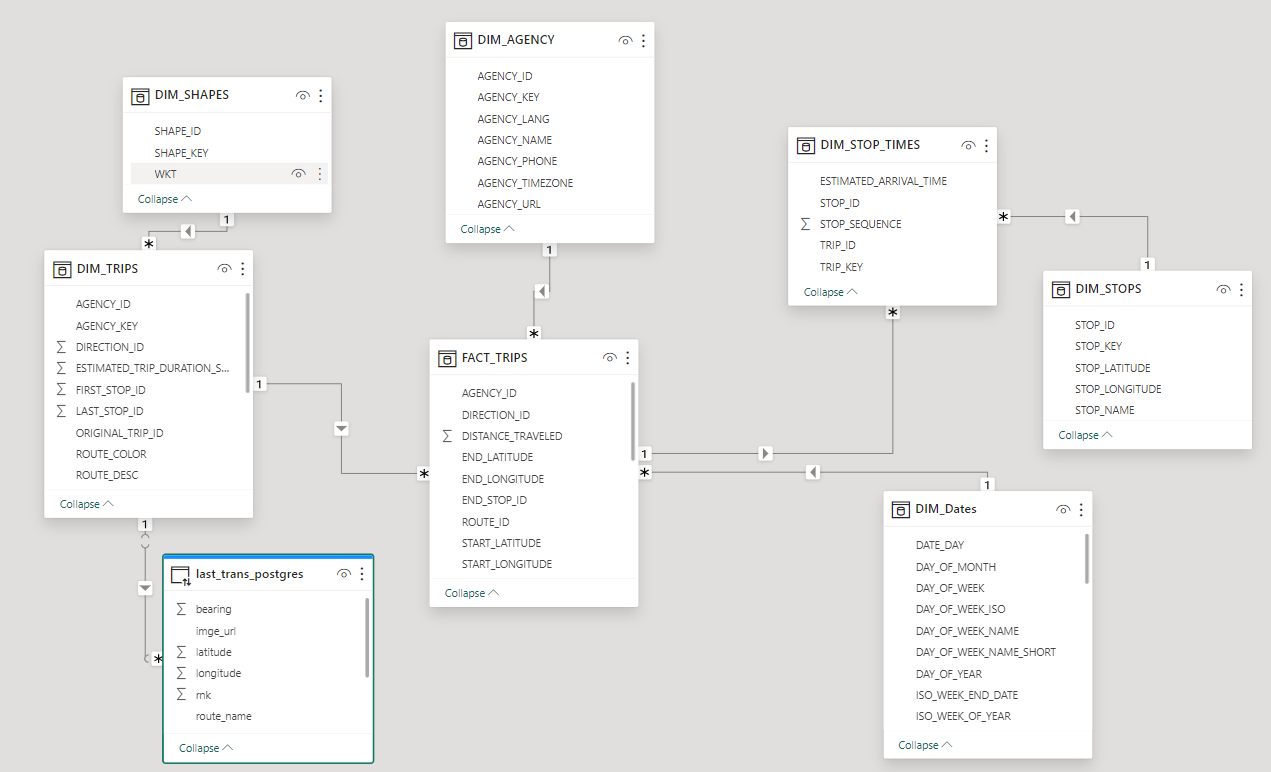 DIM_AGENCY
AGENCY_ID
AGENCY_KEY
AGENCY_LANG
AGENCY_NAME
AGENCY_PHONE
AGENCY_TIMEZONE
AGENCY_URL
Collapse
1
*
DIM_SHAPES
SHAPE_ID
SHAPE_KEY
WKT
Collapse
1
*
DIM_STOP_TIMES
ESTIMATED_ARRIVAL_TIME
STOP_ID
STOP_SEQUENCE
TRIP_ID
TRIP_KEY
Collapse
*
1
*
DIM_TRIPS
AGENCY_ID
AGENCY_KEY
DIRECTION_ID
ESTIMATED_TRIP_DURATION_S...
FIRST_STOP_ID
LAST_STOP_ID
ORIGINAL_TRIP_ID
ROUTE_COLOR
ROUTE_DESC
Collapse
1
1
*
DIM_STOPS
STOP_ID
STOP_KEY
STOP_LATITUDE
STOP_LONGITUDE
STOP_NAME
Collapse
FACT_TRIPS
AGENCY_ID
DIRECTION_ID
DISTANCE_TRAVELED
END_LATITUDE
END_LONGITUDE
END_STOP_ID
ROUTE_ID
START_LATITUDE
START_LONGITUDE
Collapse
*
1
*
1
DIM_Dates
DATE_DAY
DAY_OF_MONTH
DAY_OF_WEEK
DAY_OF_WEEK_ISO
DAY_OF_WEEK_NAME
DAY_OF_WEEK_NAME_SHORT
DAY_OF_YEAR
ISO_WEEK_END_DATE
ISO_WEEK_OF_YEAR
Collapse
last_trans_postgres
bearing
imge_url
latitude
longitude
rnk
route_name
Collapse